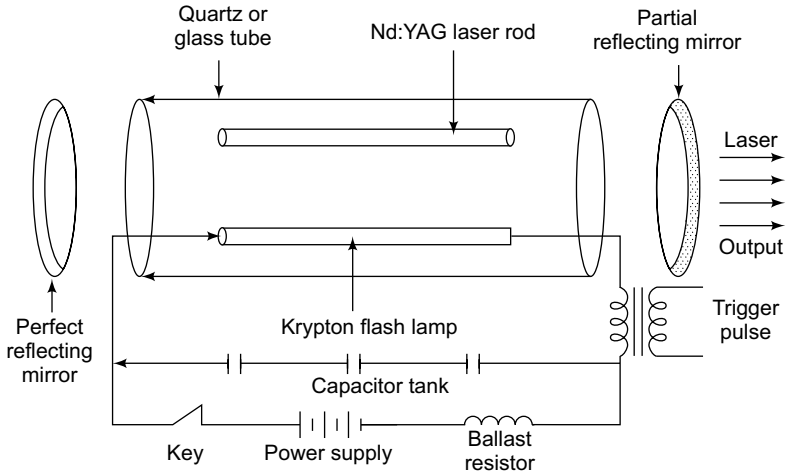 Quartz or
glass tube
Nd:YAG laser rod
Partial
reflecting mirror
Laser
Output
Perfect
reflecting
mirror
Krypton flash lamp
Trigger
pulse
Capacitor tank
Key
Power supply
Ballast
resistor